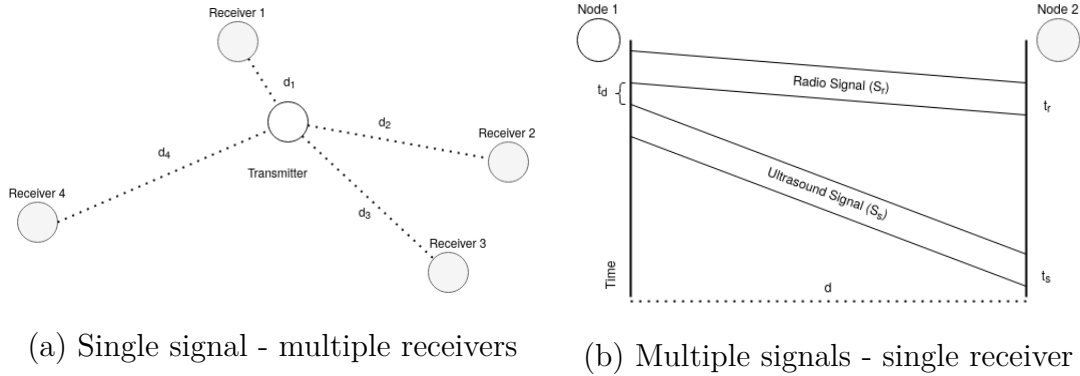 Receiver 1
d1
d2
Receiver 2
d4
Transmitter
Receiver 4
d3
Receiver 3
(a) Single signal - multiple receivers
Node 1
Node 2
Radio Signal (Sr)
td
tr
Ultrasound Signal (Ss)
Time
ts
d
(b) Multiple signals - single receiver